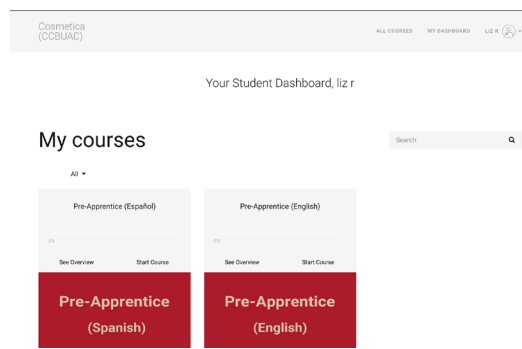 Cosmetica
(CCBUAC)
ALL COURSES MY DASHBOARD LIZ R
Your Student Dashboard, liz r
My courses
Search
All
Pre-Apprentice (Español)
0%
See Overview Start Course
Pre-Apprentice
(Spanish)
Pre-Apprentice (English)
0%
See Overview Start Course
Pre-Apprentice
(English)